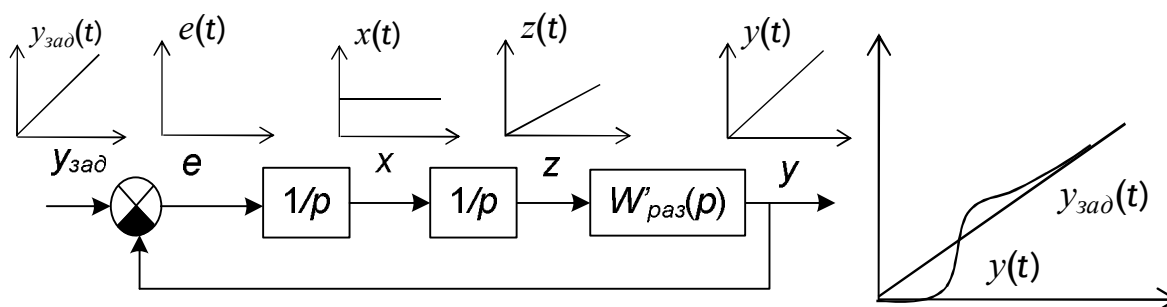 y_зад(t)
e(t)
x(t)
z(t)
y(t)
y_зад
e
x
z
y
1/p
1/p
W'_раз(p)
y_зад(t)
y(t)